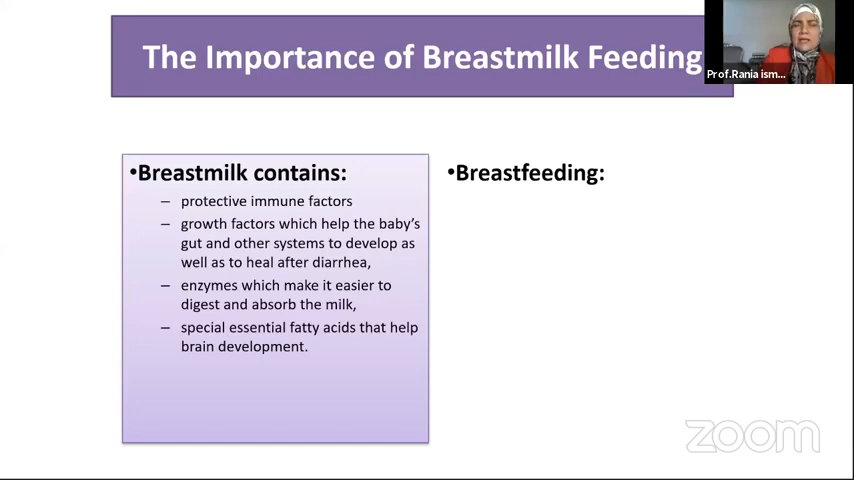 The Importance of Breastmilk Feeding
Prof.Rania ism...
•Breastmilk contains:
– protective immune factors
– growth factors which help the baby's
gut and other systems to develop as
well as to heal after diarrhea,
– enzymes which make it easier to
digest and absorb the milk,
– special essential fatty acids that help
brain development.
•Breastfeeding:
zoom